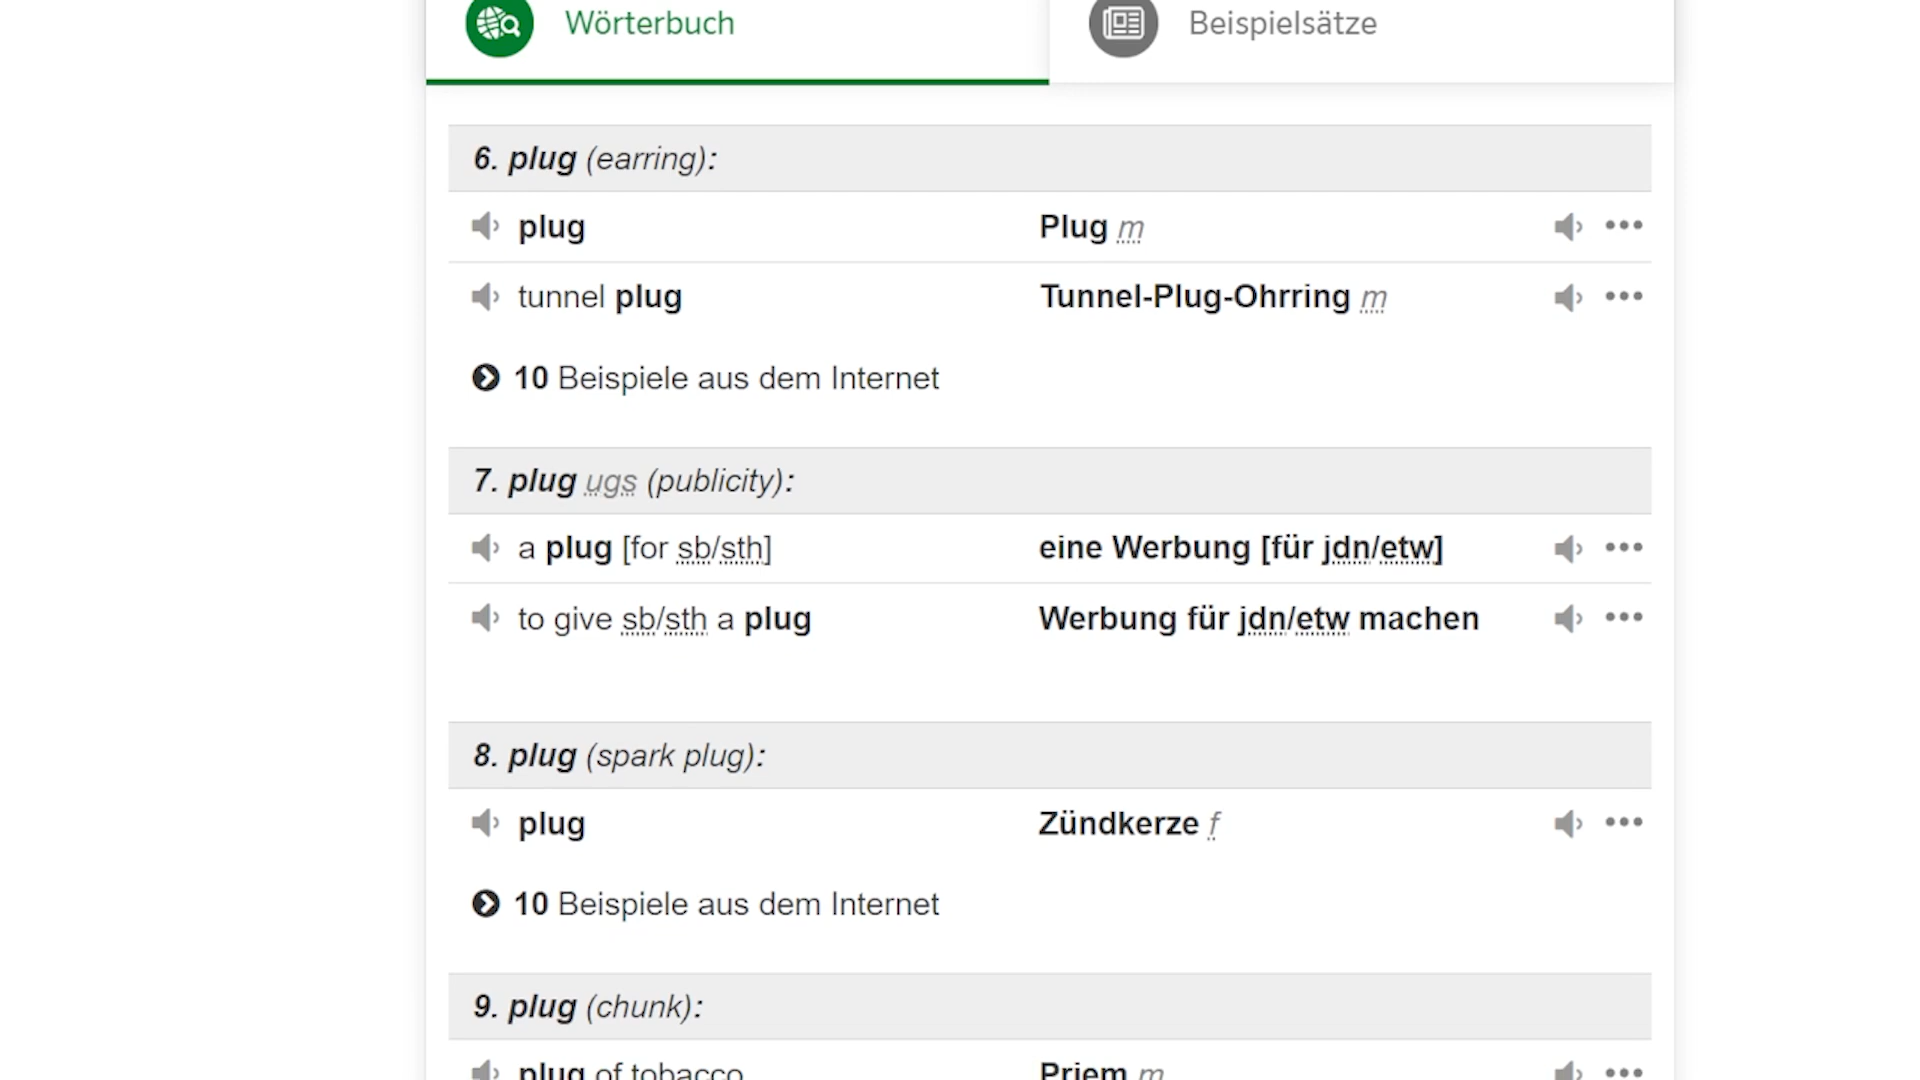 Wörterbuch Beispielsätze
6. plug (earring):
plug Plug m
tunnel plug Tunnel-Plug-Ohrring m
10 Beispiele aus dem Internet
7. plug ugs (publicity):
a plug [for sb/sth] eine Werbung [für jdn/etw]
to give sb/sth a plug Werbung für jdn/etw machen
8. plug (spark plug):
plug Zündkerze f
10 Beispiele aus dem Internet
9. plug (chunk):
plug of tobacco Priem m